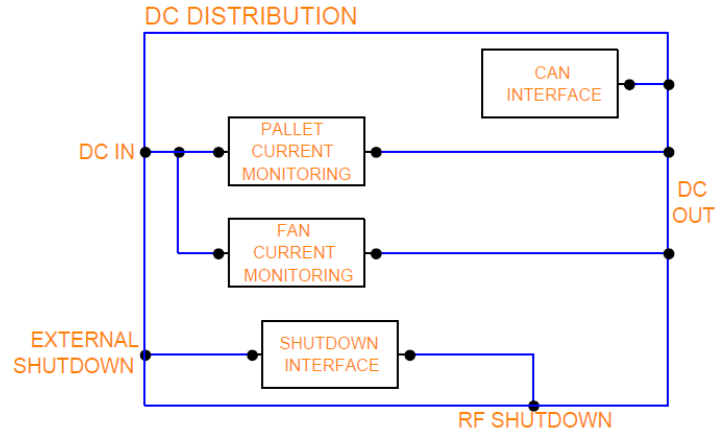 DC DISTRIBUTION
CAN
INTERFACE
DC IN
PALLET
CURRENT
MONITORING
DC
OUT
FAN
CURRENT
MONITORING
EXTERNAL
SHUTDOWN
SHUTDOWN
INTERFACE
RF SHUTDOWN